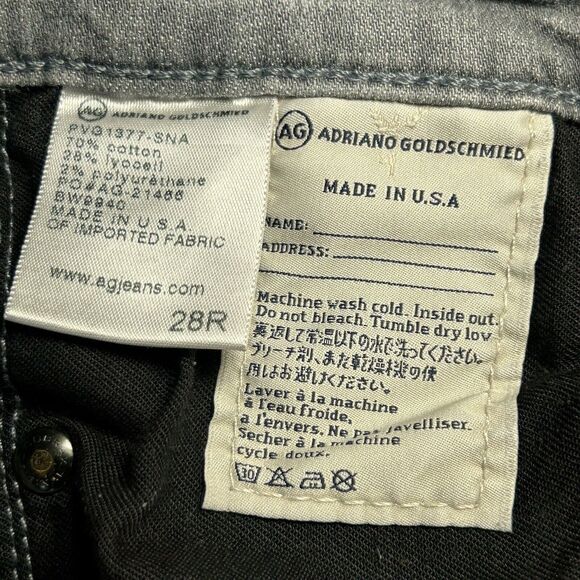 AG ADRIANO GOLDSCHMIED
PVG1377-SNA
70% cotton
28% lyocell
2% polyurethane
PO#AG-21466
BW9940
MADE IN U.S.A
OF IMPORTED FABRIC
www.agjeans.com
28R
AG ADRIANO GOLDSCHMIED
MADE IN U.S.A
NAME:
ADDRESS:
Machine wash cold. Inside out.
Do not bleach. Tumble dry low
裏返して常温以下の水で洗ってください。
ブリーチ剤、また乾燥機の使
用はお避けください。
Laver à la machine
à l'eau froide,
a l'envers. Ne pas javelliser.
Secher à la machine
cycle doux.
30